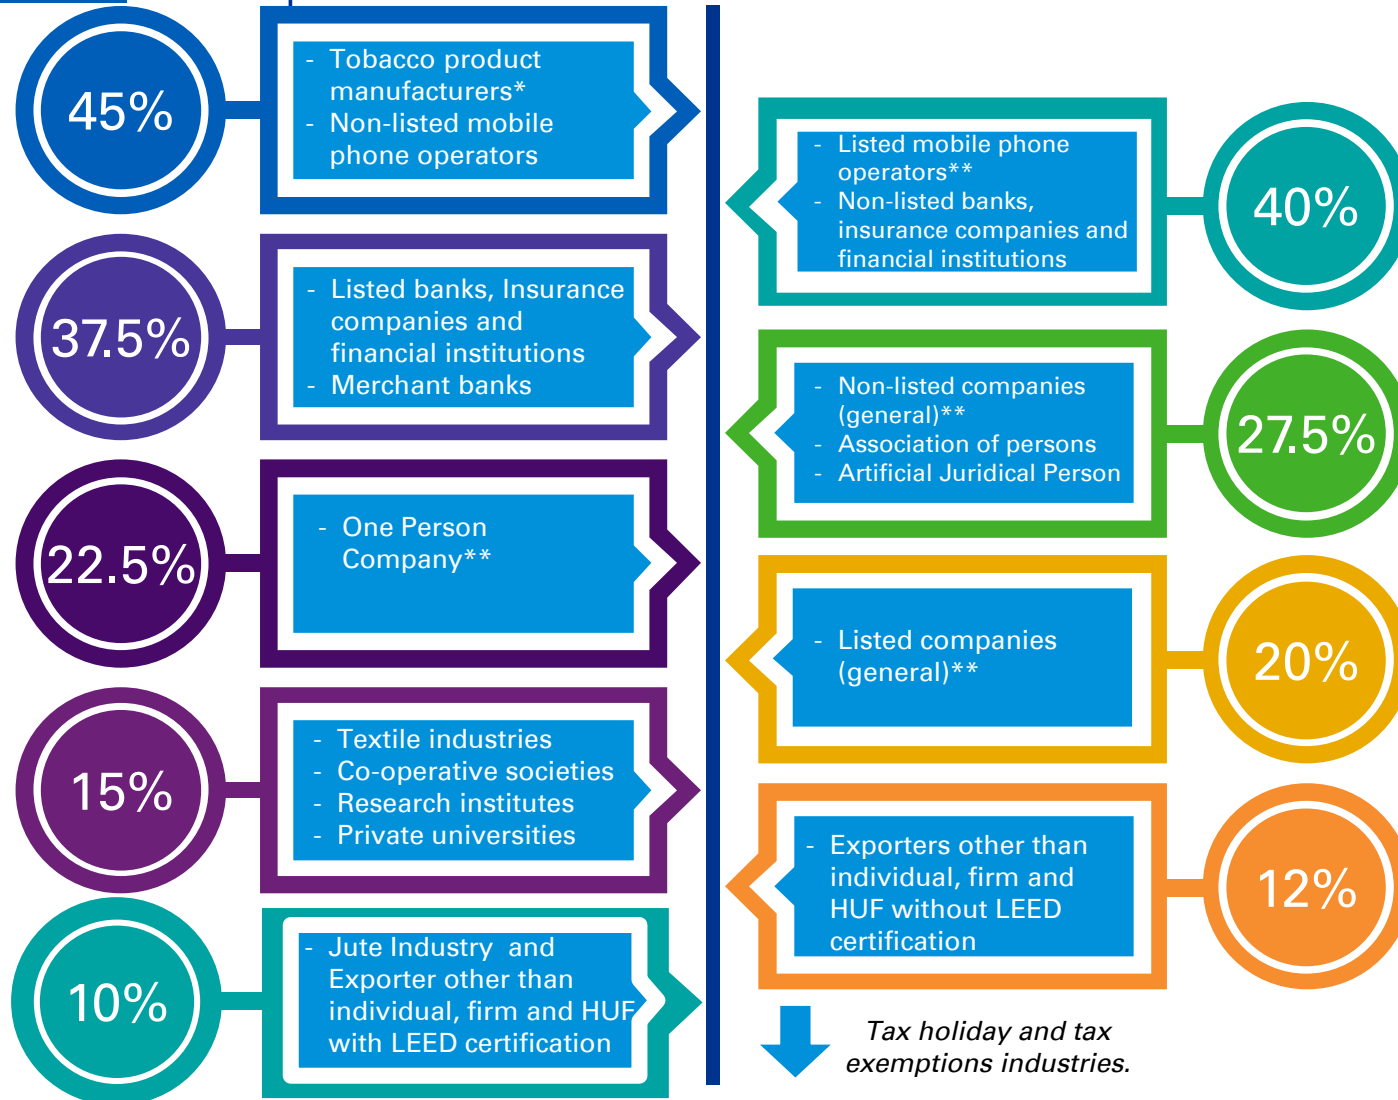 45%
- Tobacco product
manufacturers*
- Non-listed mobile
phone operators
- Listed mobile phone
operators**
- Non-listed banks,
insurance companies and
financial institutions
40%
37.5%
- Listed banks, Insurance
companies and
financial institutions
- Merchant banks
- Non-listed companies
(general)**
- Association of persons
- Artificial Juridical Person
27.5%
22.5%
- One Person
Company**
- Listed companies
(general)**
20%
15%
- Textile industries
- Co-operative societies
- Research institutes
- Private universities
- Exporters other than
individual, firm and
HUF without LEED
certification
12%
10%
- Jute Industry and
Exporter other than
individual, firm and HUF
with LEED certification
Tax holiday and tax
exemptions industries.